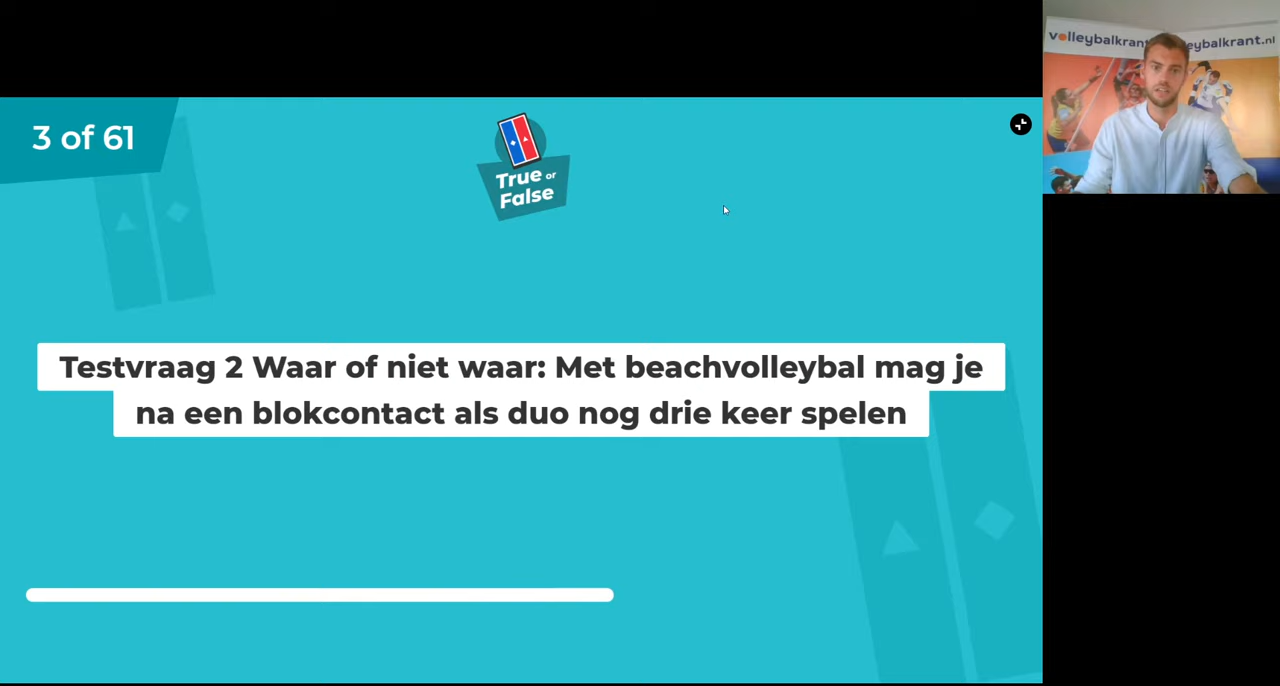 3 of 61
True or
False
Testvraag 2 Waar of niet waar: Met beachvolleybal mag je
na een blokcontact als duo nog drie keer spelen
volleybalkrant
eybalkrant.nl